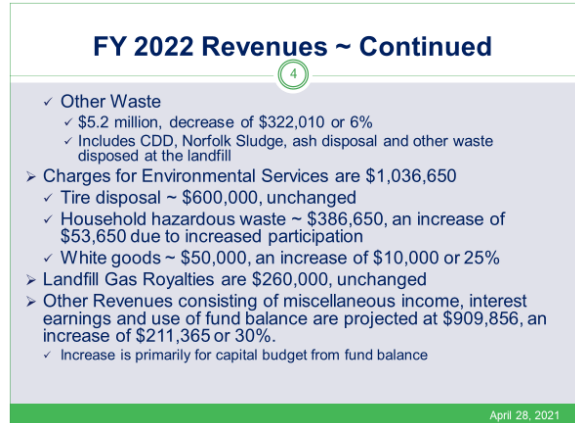 FY 2022 Revenues ~ Continued
4
✓ Other Waste
✓ $5.2 million, decrease of $322,010 or 6%
✓ Includes CDD, Norfolk Sludge, ash disposal and other waste
disposed at the landfill
➢ Charges for Environmental Services are $1,036,650
✓ Tire disposal ~ $600,000, unchanged
✓ Household hazardous waste ~ $386,650, an increase of
$53,650 due to increased participation
✓ White goods ~ $50,000, an increase of $10,000 or 25%
➢ Landfill Gas Royalties are $260,000, unchanged
➢ Other Revenues consisting of miscellaneous income, interest
earnings and use of fund balance are projected at $909,856, an
increase of $211,365 or 30%.
✓ Increase is primarily for capital budget from fund balance
April 28, 2021